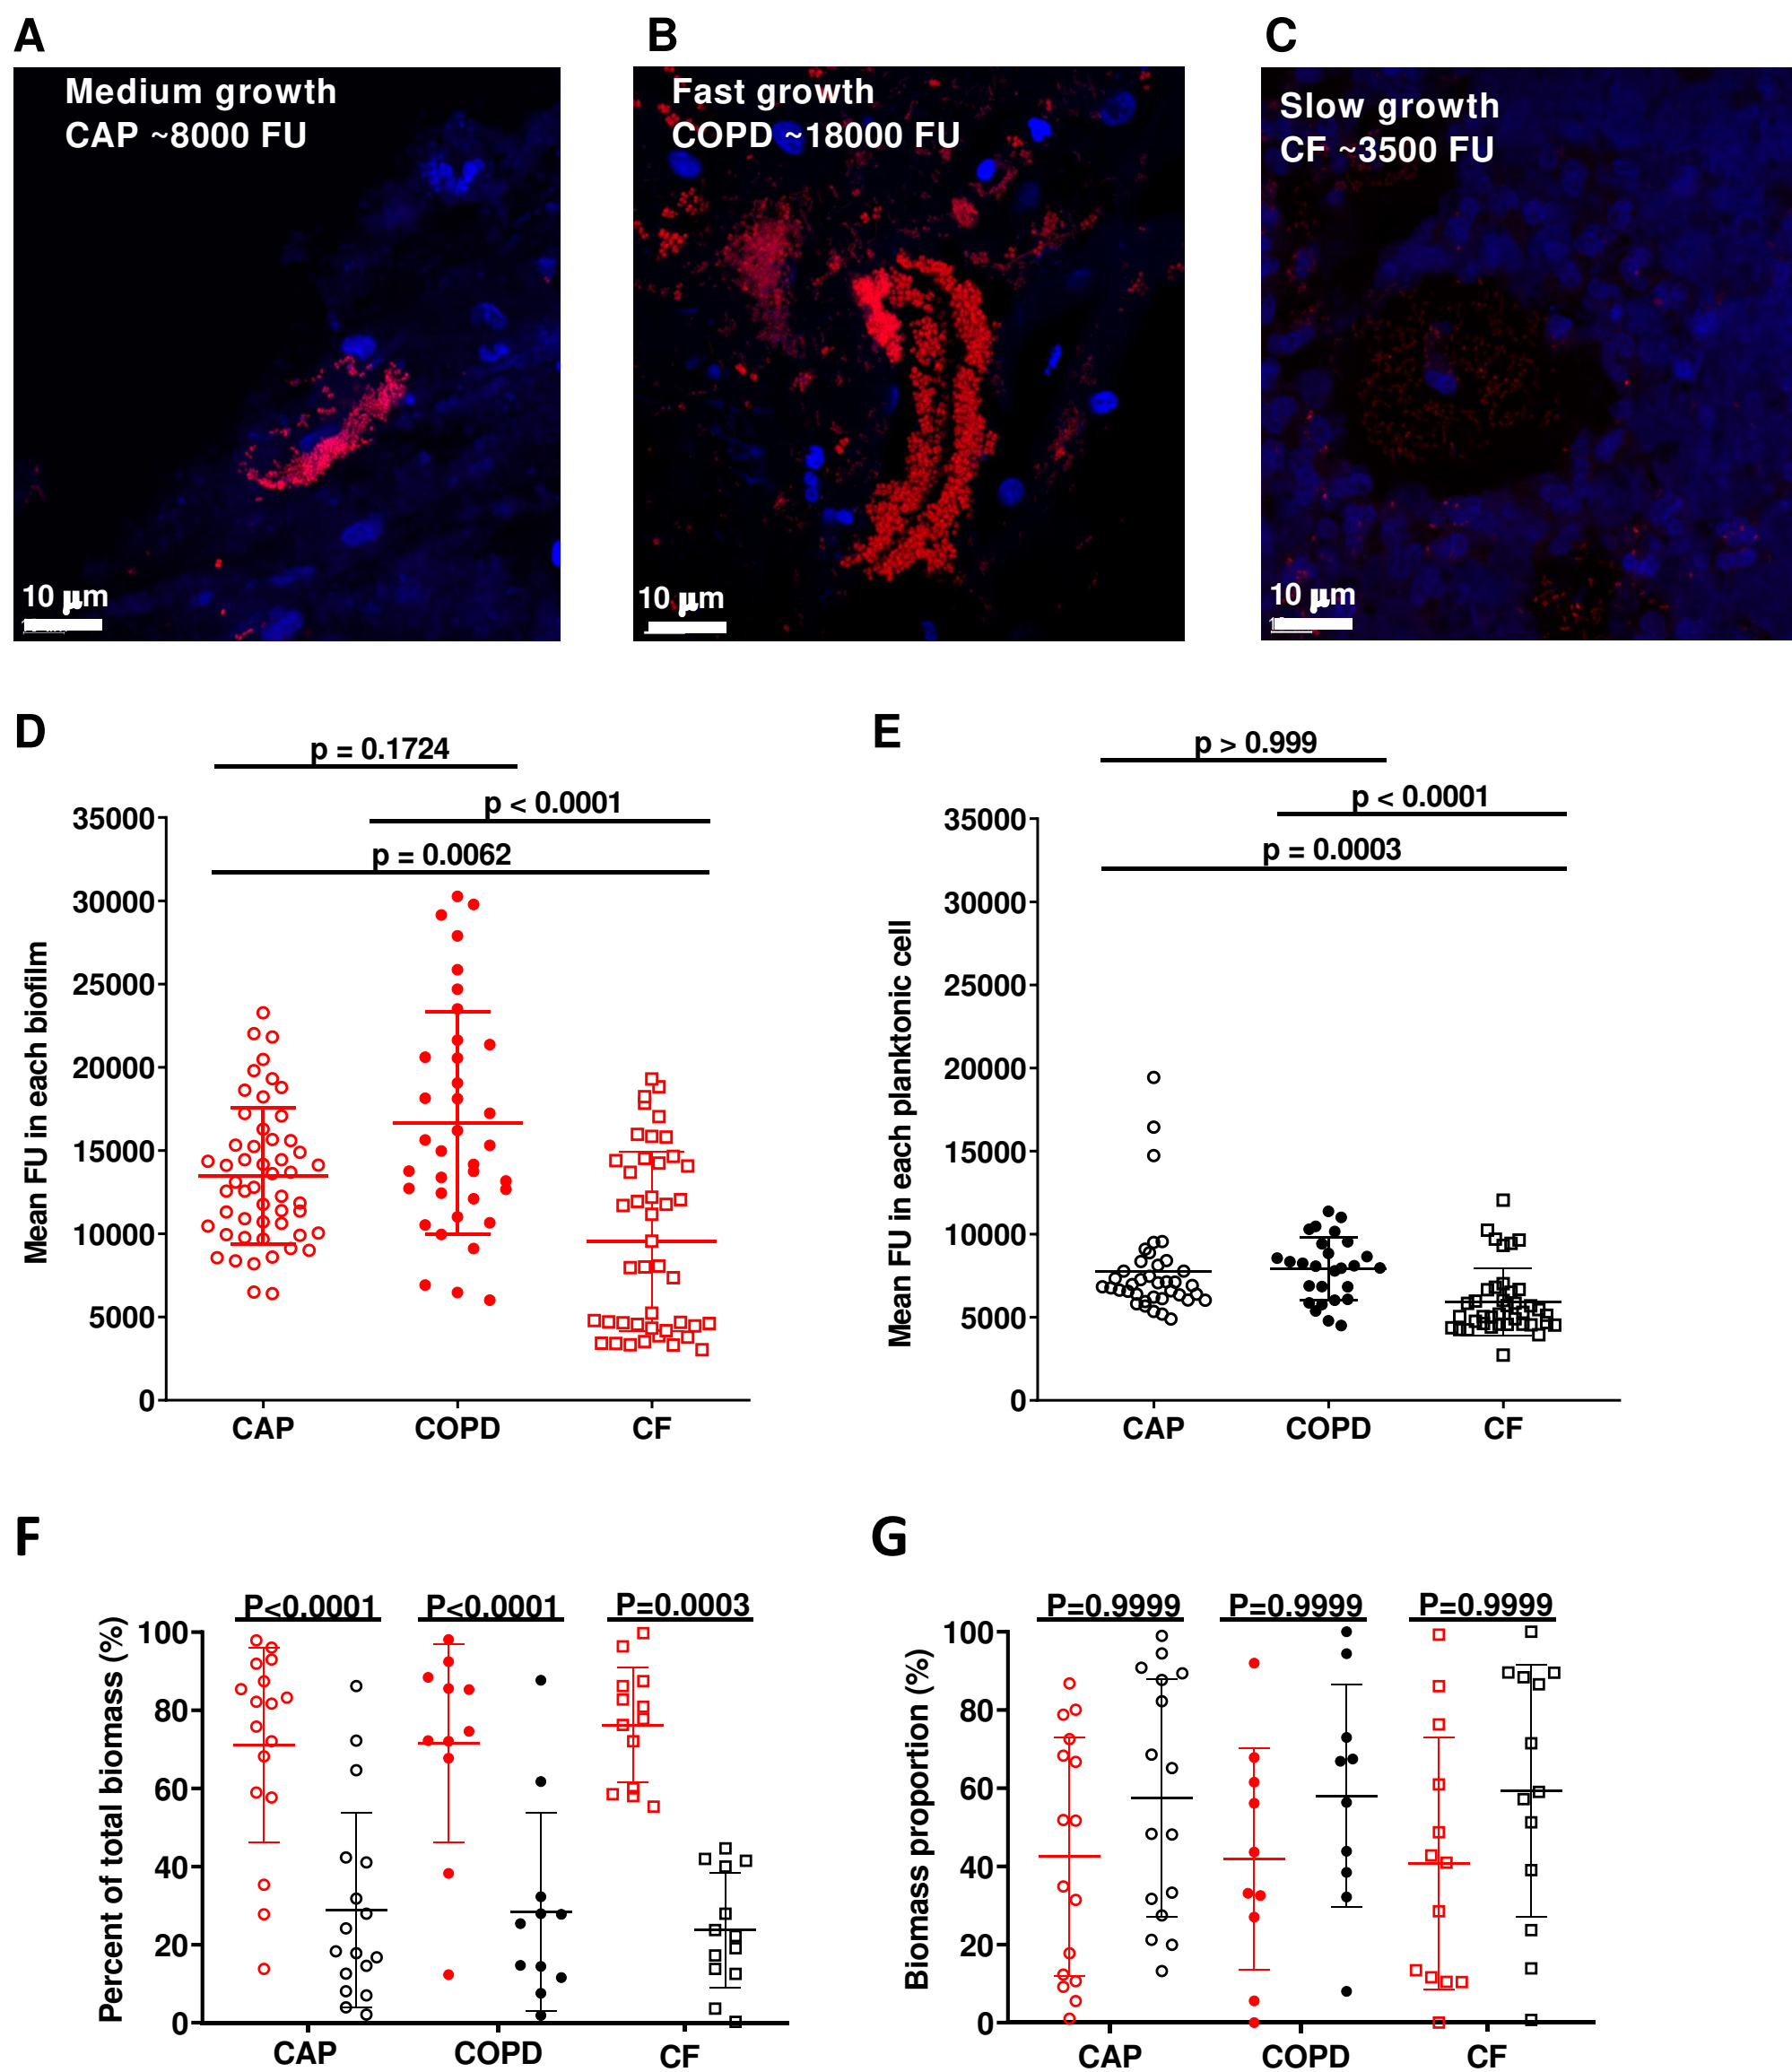 A
B
C
Medium growth
CAP ~8000 FU
Fast growth
COPD ~18000 FU
Slow growth
CF ~3500 FU
10 μm
10 μm
10 μm
D
p = 0.1724
p < 0.0001
p = 0.0062
Mean FU in each biofilm
35000
30000
25000
20000
15000
10000
5000
0
CAP
COPD
CF
E
p > 0.999
p < 0.0001
p = 0.0003
Mean FU in each planktonic cell
35000
30000
25000
20000
15000
10000
5000
0
CAP
COPD
CF
F
P<0.0001
P<0.0001
P=0.0003
Percent of total biomass (%)
100
80
60
40
20
0
CAP
COPD
CF
G
P=0.9999
P=0.9999
P=0.9999
Biomass proportion (%)
100
80
60
40
20
0
CAP
COPD
CF